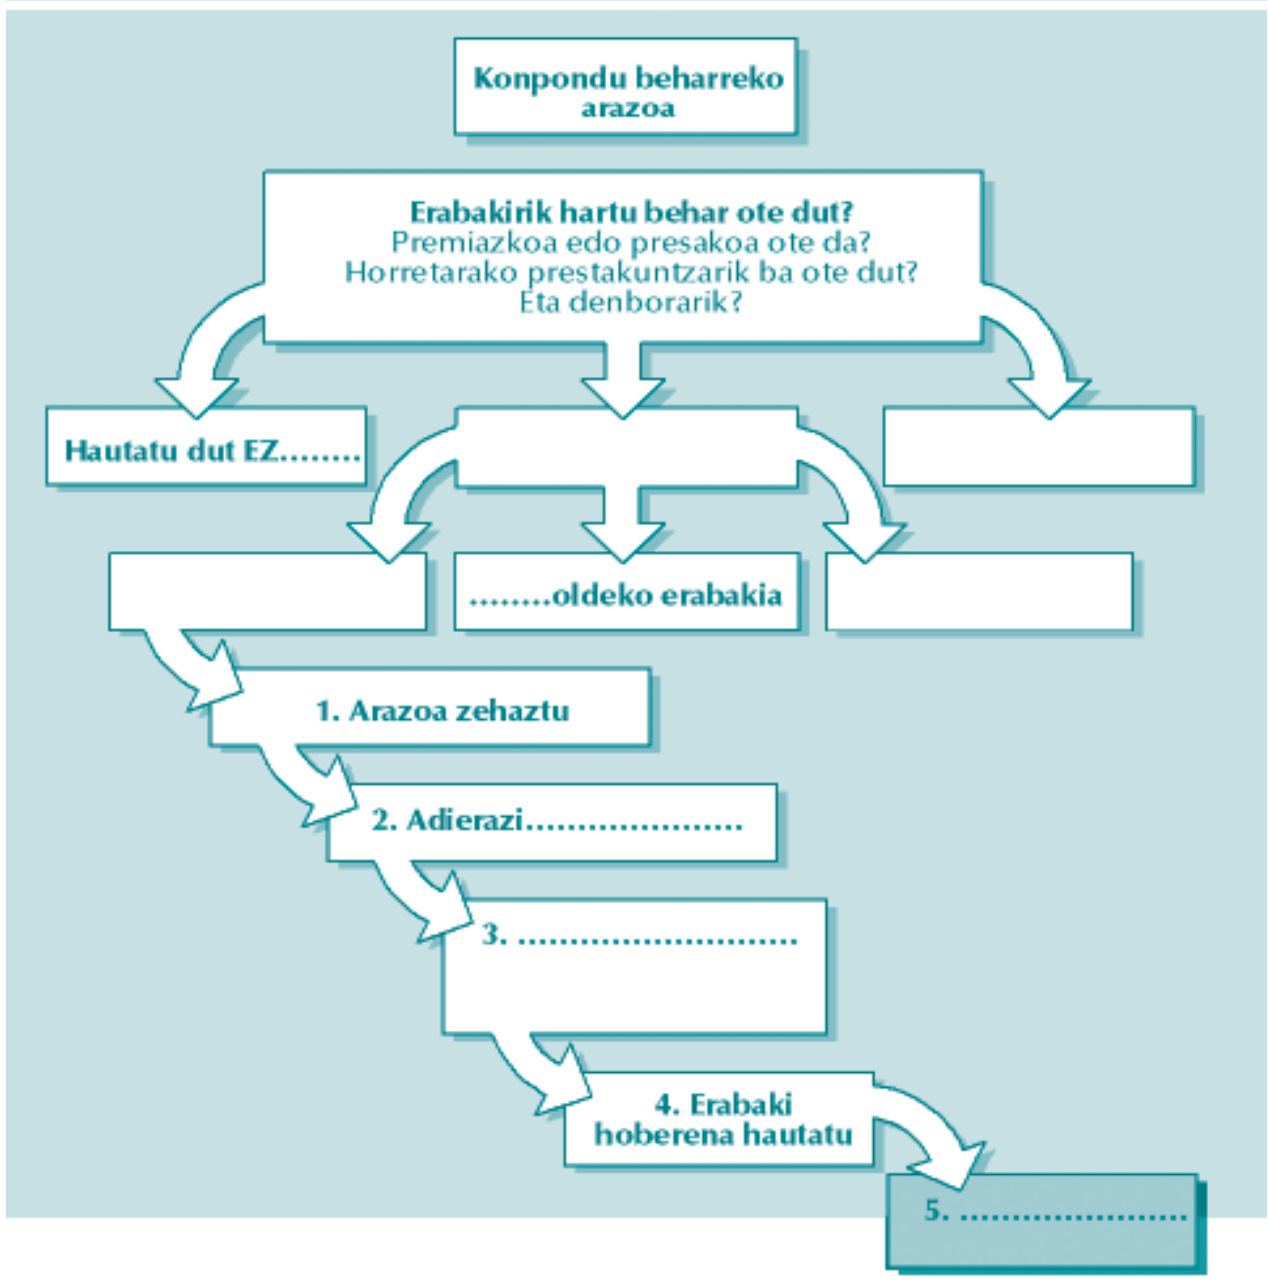 Konpondu beharreko
arazoa
Erabakirik hartu behar ote dut?
Premiazkoa edo presakoa ote da?
Horretarako prestakuntzarik ba ote dut?
Eta denborarik?
Hautatu dut EZ........
........oldeko erabakia
1. Arazoa zehaztu
2. Adierazi.....................
3. ...........................
4. Erabaki
hoberena hautatu
5. ......................